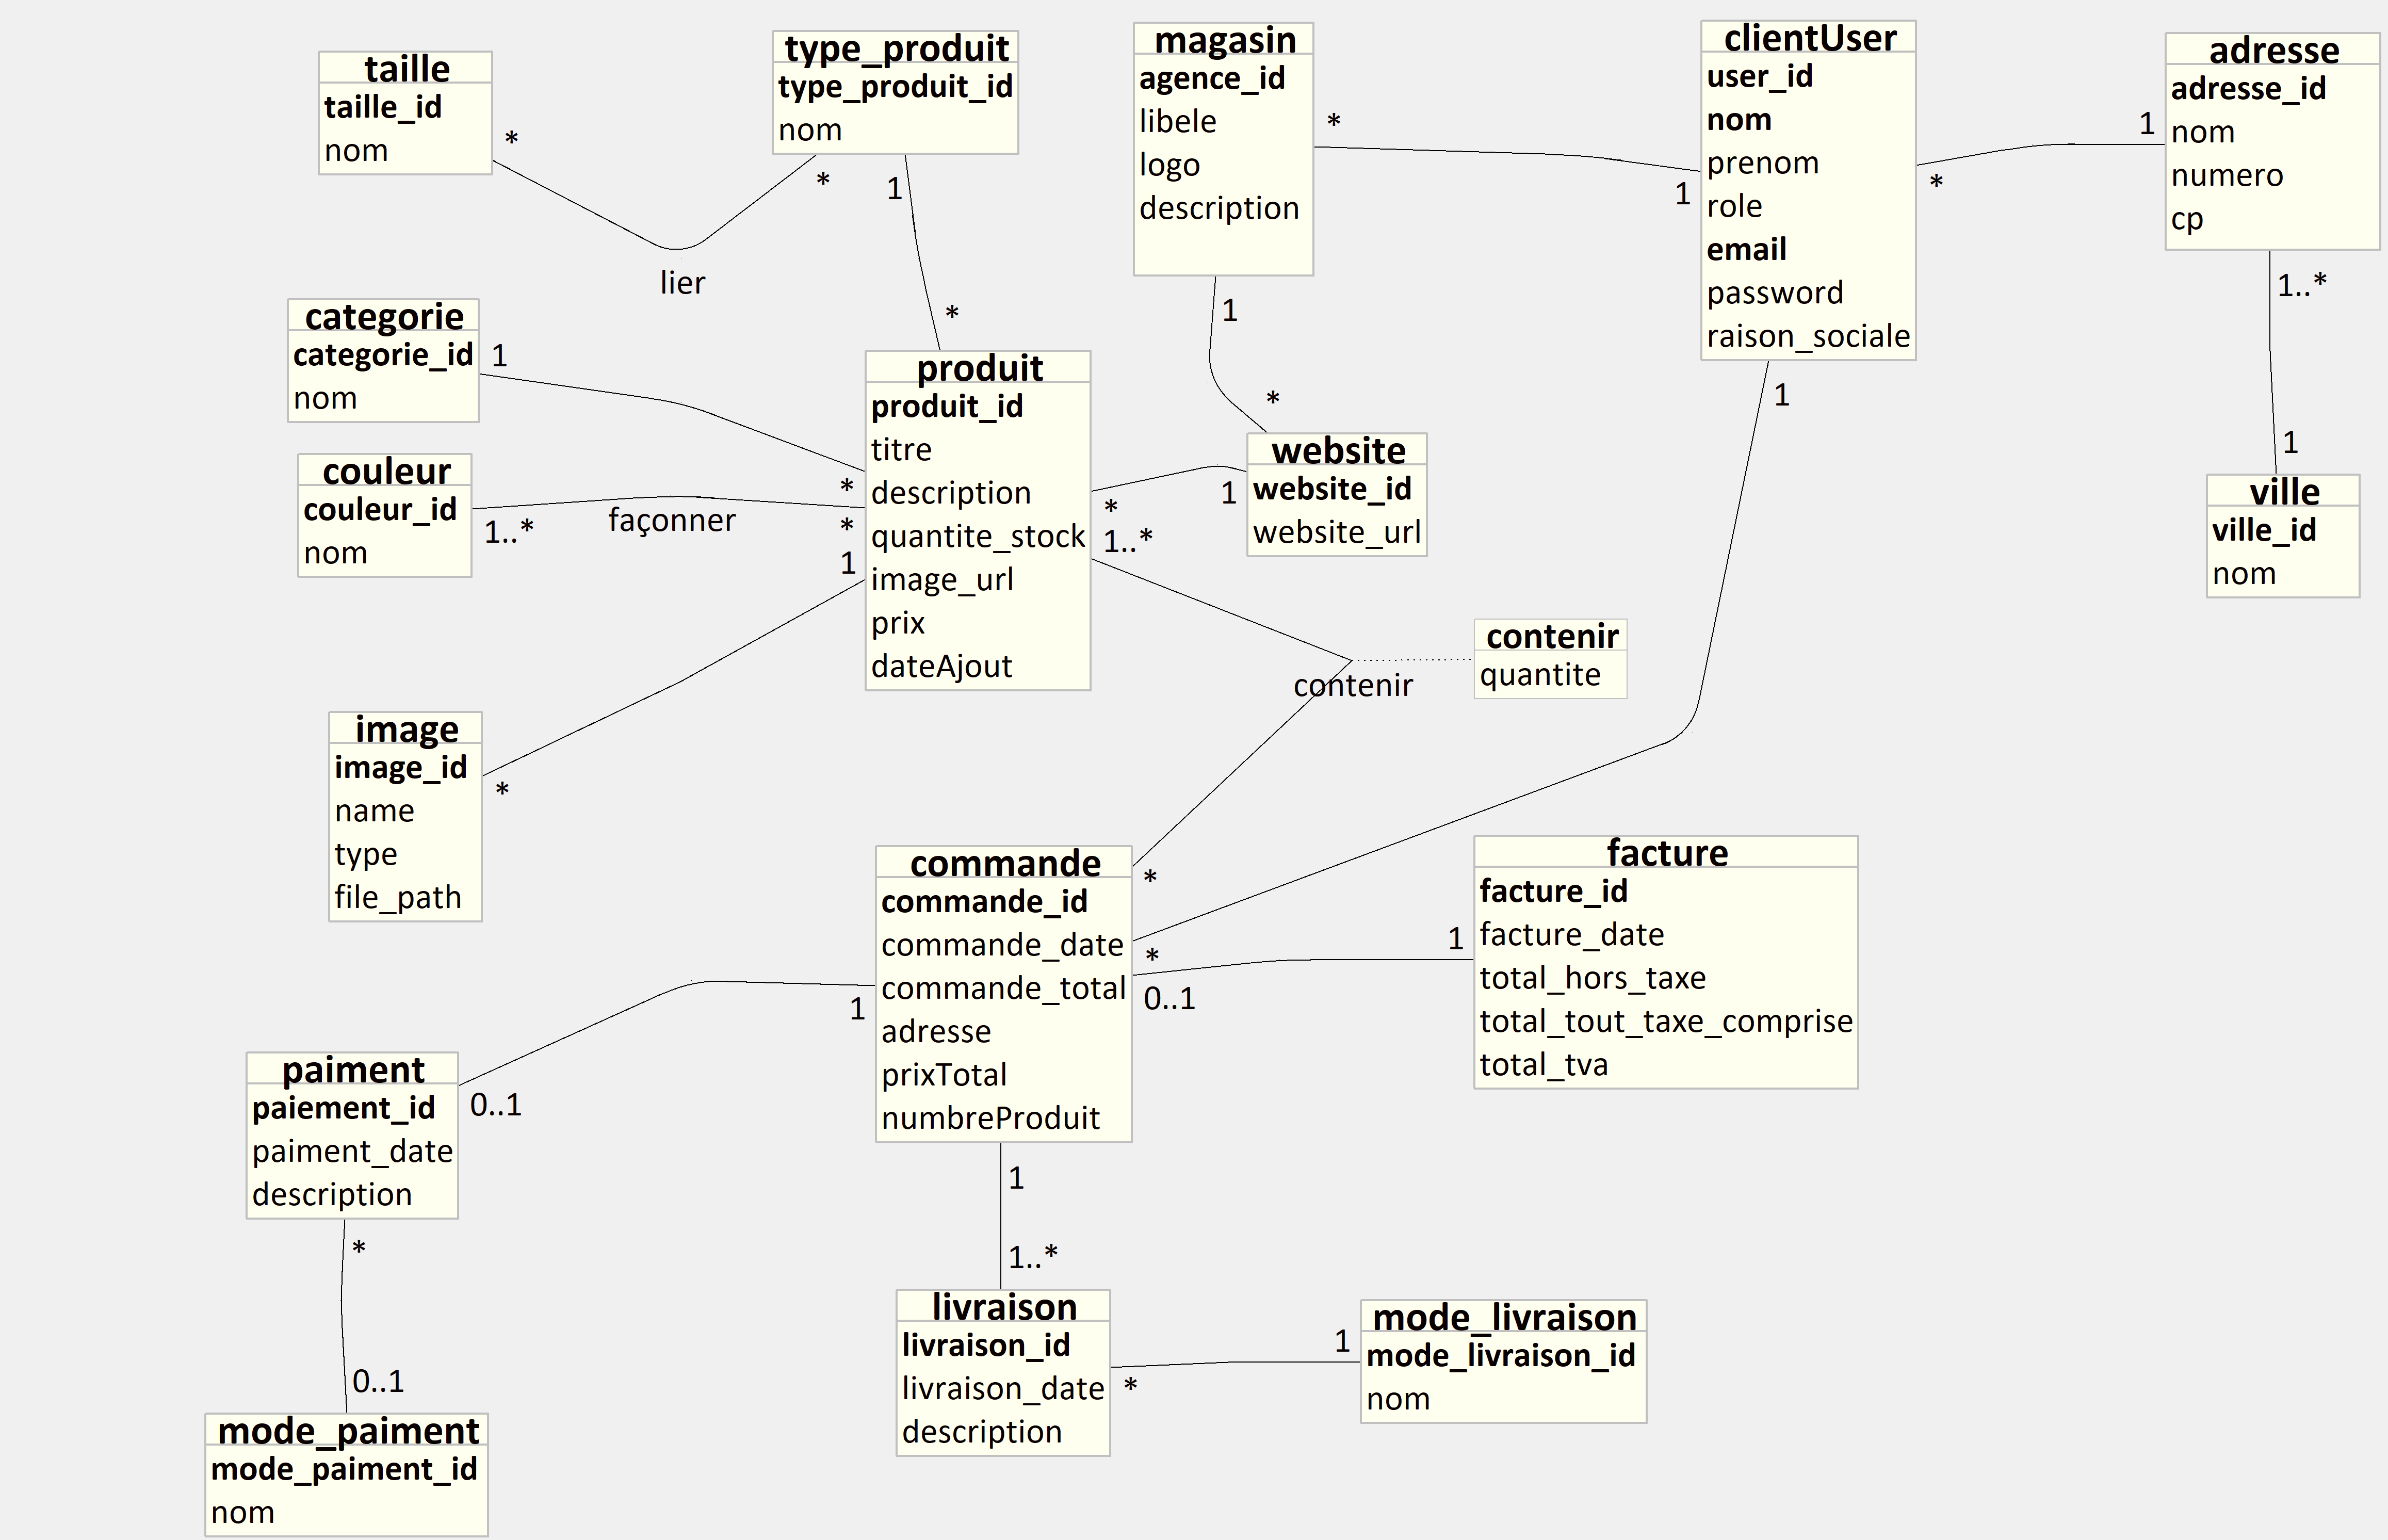 taille
taille_id
nom
*
type_produit
type_produit_id
nom
*
1
lier
*
magasin
agence_id
libele
logo
description
*
1
1
*
clientUser
user_id
nom
prenom
role
email
password
raison_sociale
*
1
1
adresse
adresse_id
nom
numero
cp
1..*
1
ville
ville_id
nom
categorie
categorie_id
nom
1
couleur
couleur_id
nom
1..*
façonner
*
*
1
produit
produit_id
titre
description
quantite_stock
image_url
prix
dateAjout
*
1..*
1
website
website_id
website_url
contenir
contenir
quantite
image
image_id
name
type
file_path
*
commande
commande_id
commande_date
commande_total
adresse
prixTotal
numbreProduit
*
*
0..1
1
facture
facture_id
facture_date
total_hors_taxe
total_tout_taxe_comprise
total_tva
1
0..1
paiment
paiement_id
paiment_date
description
*
0..1
mode_paiment
mode_paiment_id
nom
1
1..*
livraison
livraison_id
livraison_date
description
*
1
mode_livraison
mode_livraison_id
nom